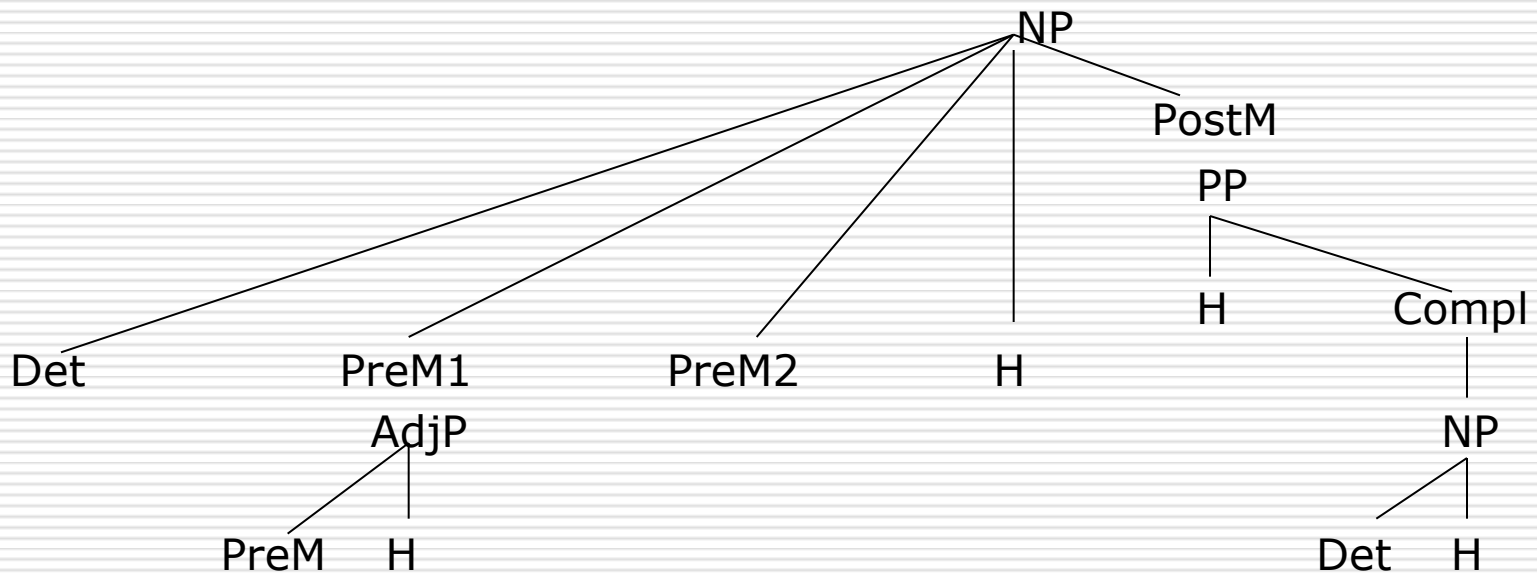 NP
PostM
PP
H Compl
Det PreM1 PreM2 H
AdjP NP
PreM H Det H